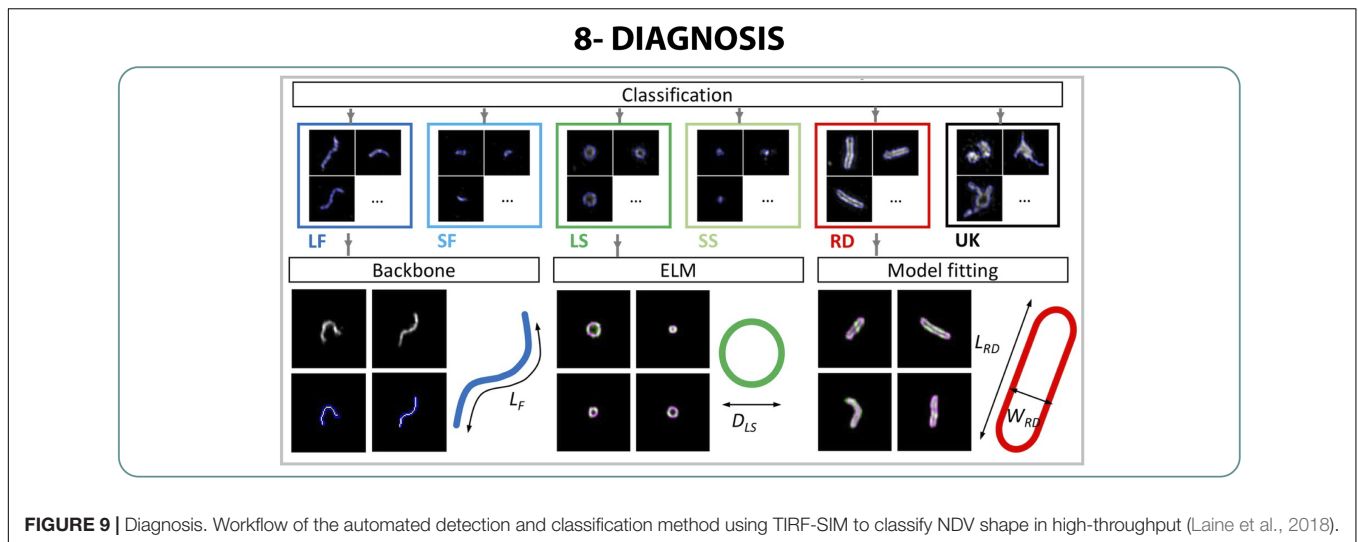 8- DIAGNOSIS
Classification
... ... ... ... ... ...
LF SF LS SS RD UK
Backbone ELM Model fitting
L_F
D_LS
L_RD
W_RD
FIGURE 9 | Diagnosis. Workflow of the automated detection and classification method using TIRF-SIM to classify NDV shape in high-throughput (Laine et al., 2018).